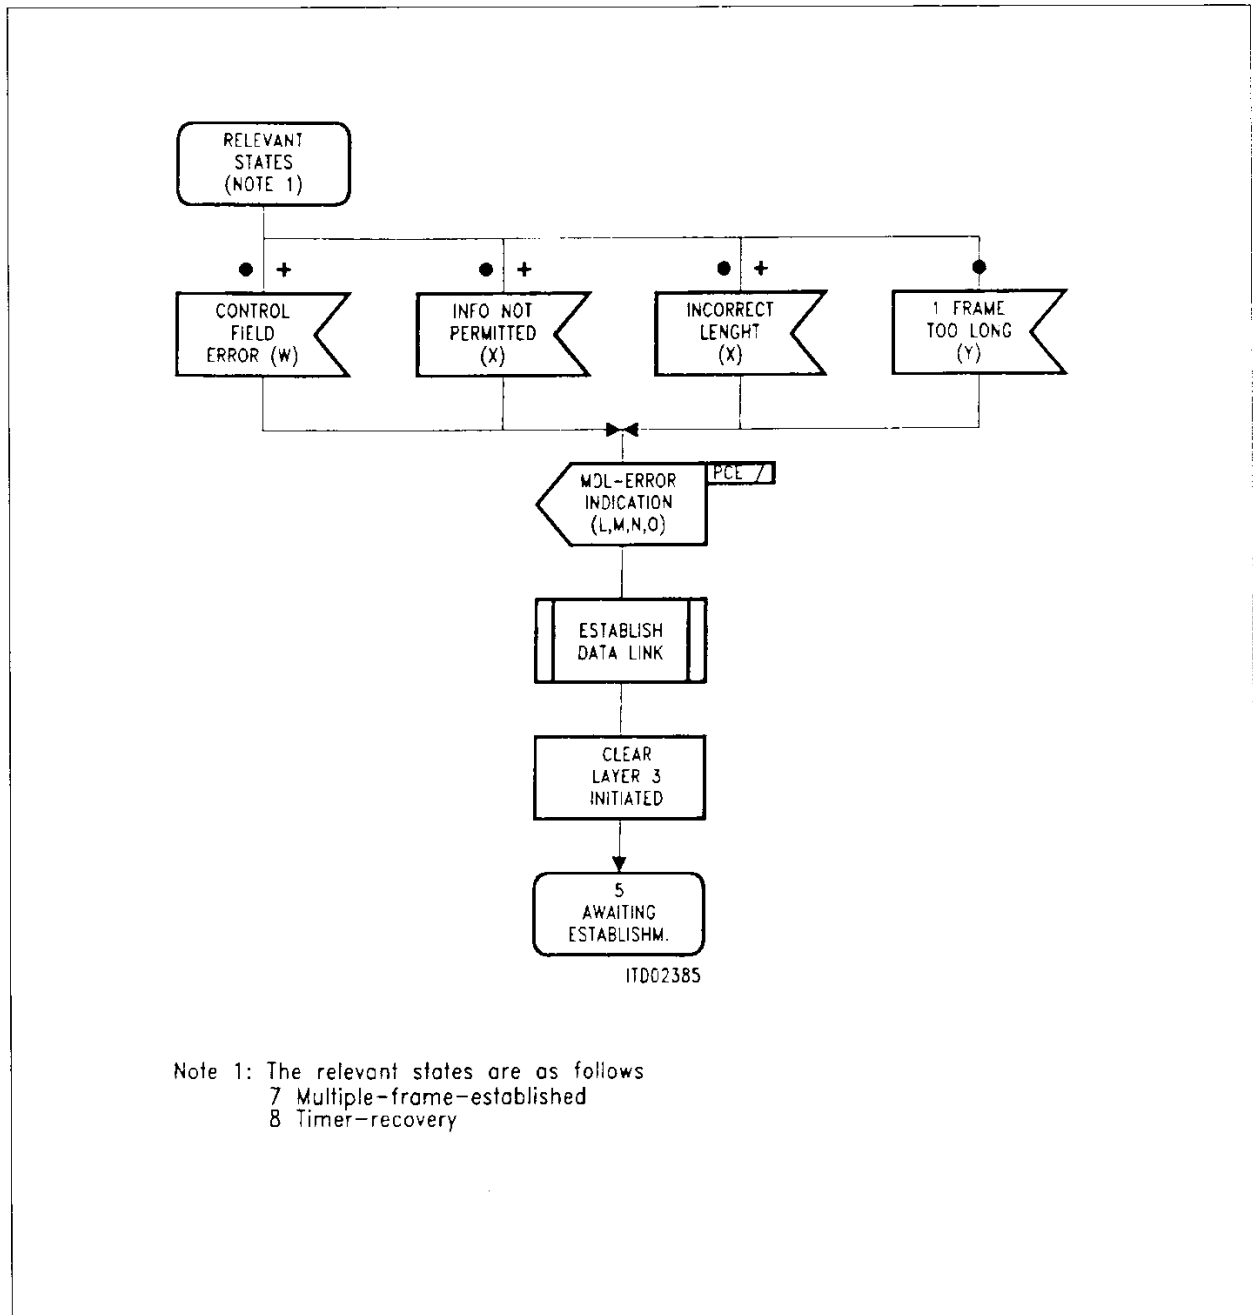 RELEVANT
STATES
(NOTE 1)
CONTROL
FIELD
ERROR (W)
INFO NOT
PERMITTED
(X)
INCORRECT
LENGHT
(X)
1 FRAME
TOO LONG
(Y)
MDL-ERROR
INDICATION
(L,M,N,O)
PCE /
ESTABLISH
DATA LINK
CLEAR
LAYER 3
INITIATED
5
AWAITING
ESTABLISHM.
ITD02385
Note 1: The relevant states are as follows
7 Multiple-frame-established
8 Timer-recovery